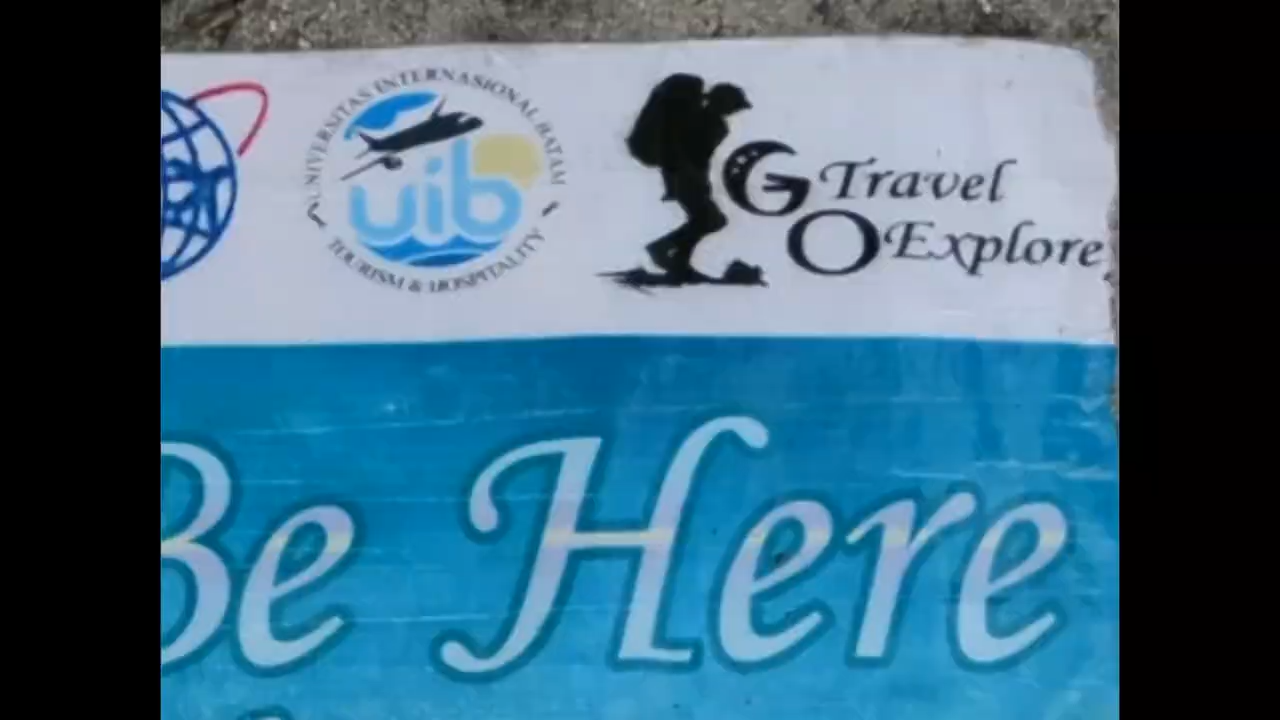 UNIVERSITAS INTERNASIONAL BATAM
uib
TOURISM & HOSPITALITY
GO Travel Explore
Be Here